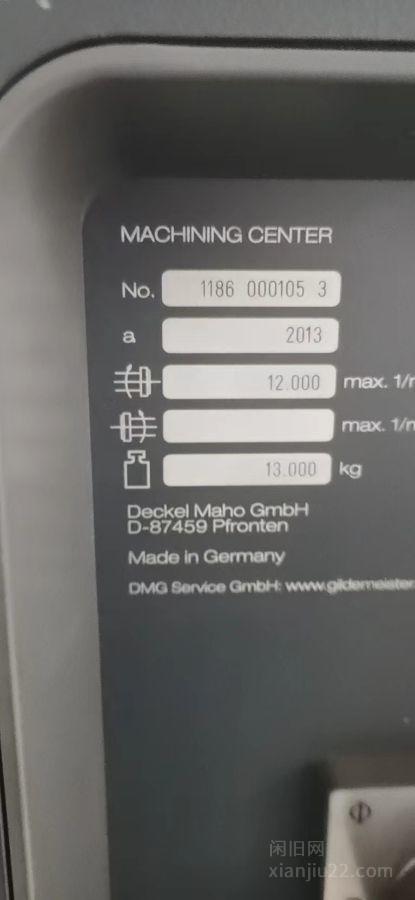 MACHINING CENTER
No. 1186 000105 3
a 2013
12.000 max. 1/
max. 1/
13.000 kg
Deckel Maho GmbH
D-87459 Pfronten
Made in Germany
DMG Service GmbH: www.gildemeister
闲旧网
xianjiu22.com